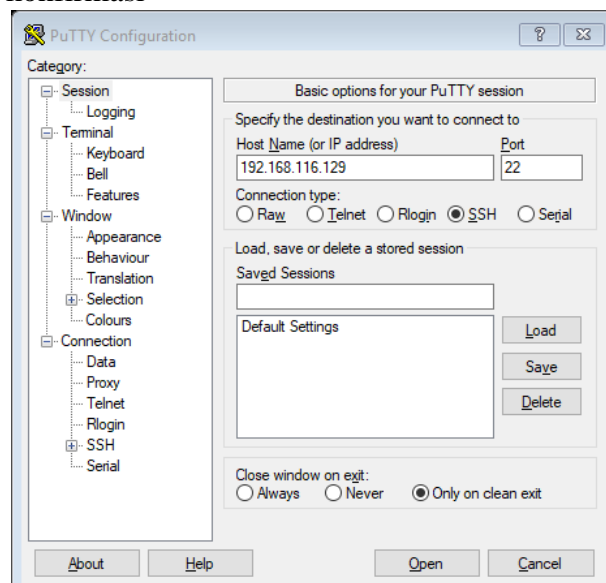 PuTTY Configuration
Category:
Session
Logging
Terminal
Keyboard
Bell
Features
Window
Appearance
Behaviour
Translation
Selection
Colours
Connection
Data
Proxy
Telnet
Rlogin
SSH
Serial
Basic options for your PuTTY session
Specify the destination you want to connect to
Host Name (or IP address) Port
192.168.116.129 22
Connection type:
Raw Telnet Rlogin SSH Serial
Load, save or delete a stored session
Saved Sessions
Default Settings
Load
Save
Delete
Close window on exit:
Always Never Only on clean exit
About Help Open Cancel